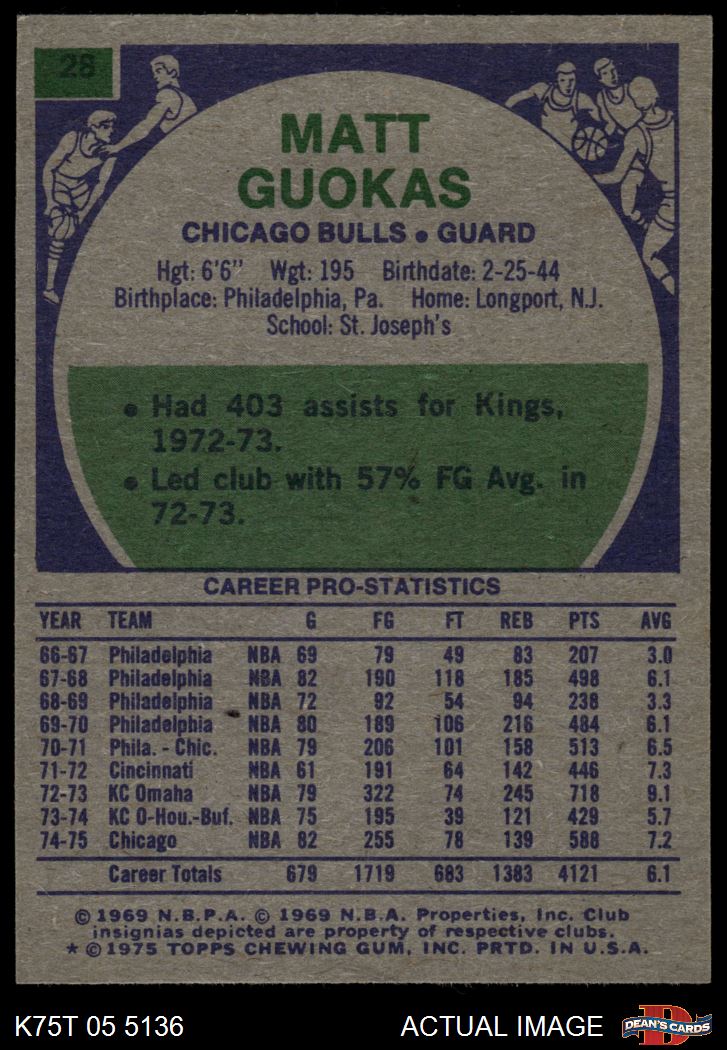 28
MATT
GUOKAS
CHICAGO BULLS • GUARD
Hgt: 6'6" Wgt: 195 Birthdate: 2-25-44
Birthplace: Philadelphia, Pa. Home: Longport, N.J.
School: St. Joseph's
• Had 403 assists for Kings,
1972-73.
• Led club with 57% FG Avg. in
72-73.
CAREER PRO-STATISTICS
YEAR TEAM G FG FT REB PTS AVG
66-67 Philadelphia NBA 69 79 49 83 207 3.0
67-68 Philadelphia NBA 82 190 118 185 498 6.1
68-69 Philadelphia NBA 72 92 54 94 238 3.3
69-70 Philadelphia NBA 80 189 106 216 484 6.1
70-71 Phila. - Chic. NBA 79 206 101 158 513 6.5
71-72 Cincinnati NBA 61 191 64 142 446 7.3
72-73 KC Omaha NBA 79 322 74 245 718 9.1
73-74 KC O-Hou.-Buf. NBA 75 195 39 121 429 5.7
74-75 Chicago NBA 82 255 78 139 588 7.2
Career Totals 679 1719 683 1383 4121 6.1
© 1969 N.B.P.A. © 1969 N.B.A. Properties, Inc. Club
insignias depicted are property of respective clubs.
* © 1975 TOPPS CHEWING GUM, INC. PRTD. IN U.S.A.
K75T 05 5136 ACTUAL IMAGE D DEAN'S CARDS